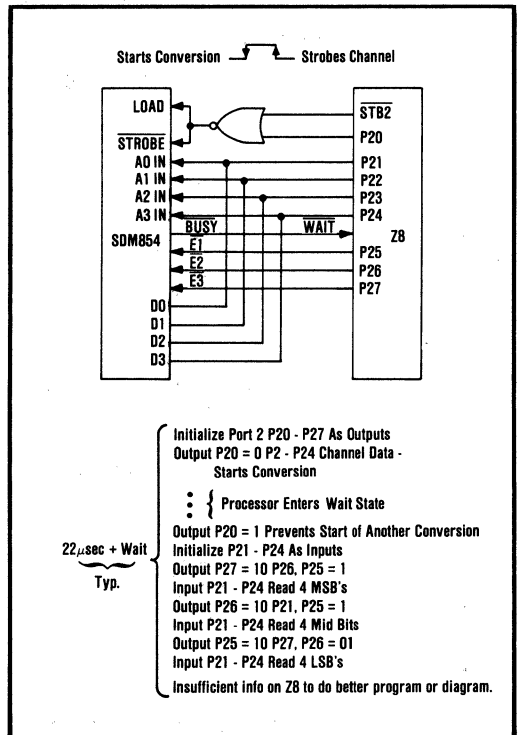 Starts Conversion Strobes Channel
LOAD
STROBE
A0 IN
A1 IN
A2 IN
A3 IN
SDM854
BUSY
E1
E2
E3
D0
D1
D2
D3
WAIT
STB2
P20
P21
P22
P23
P24
Z8
P25
P26
P27
Initialize Port 2 P20 - P27 As Outputs
Output P20 = 0 P2 - P24 Channel Data -
Starts Conversion
Processor Enters Wait State
Output P20 = 1 Prevents Start of Another Conversion
Initialize P21 - P24 As Inputs
Output P27 = 10 P26, P25 = 1
Input P21 - P24 Read 4 MSB's
Output P26 = 10 P21, P25 = 1
Input P21 - P24 Read 4 Mid Bits
Output P25 = 10 P27, P26 = 01
Input P21 - P24 Read 4 LSB's
Insufficient info on Z8 to do better program or diagram.
22μsec + Wait
Typ.